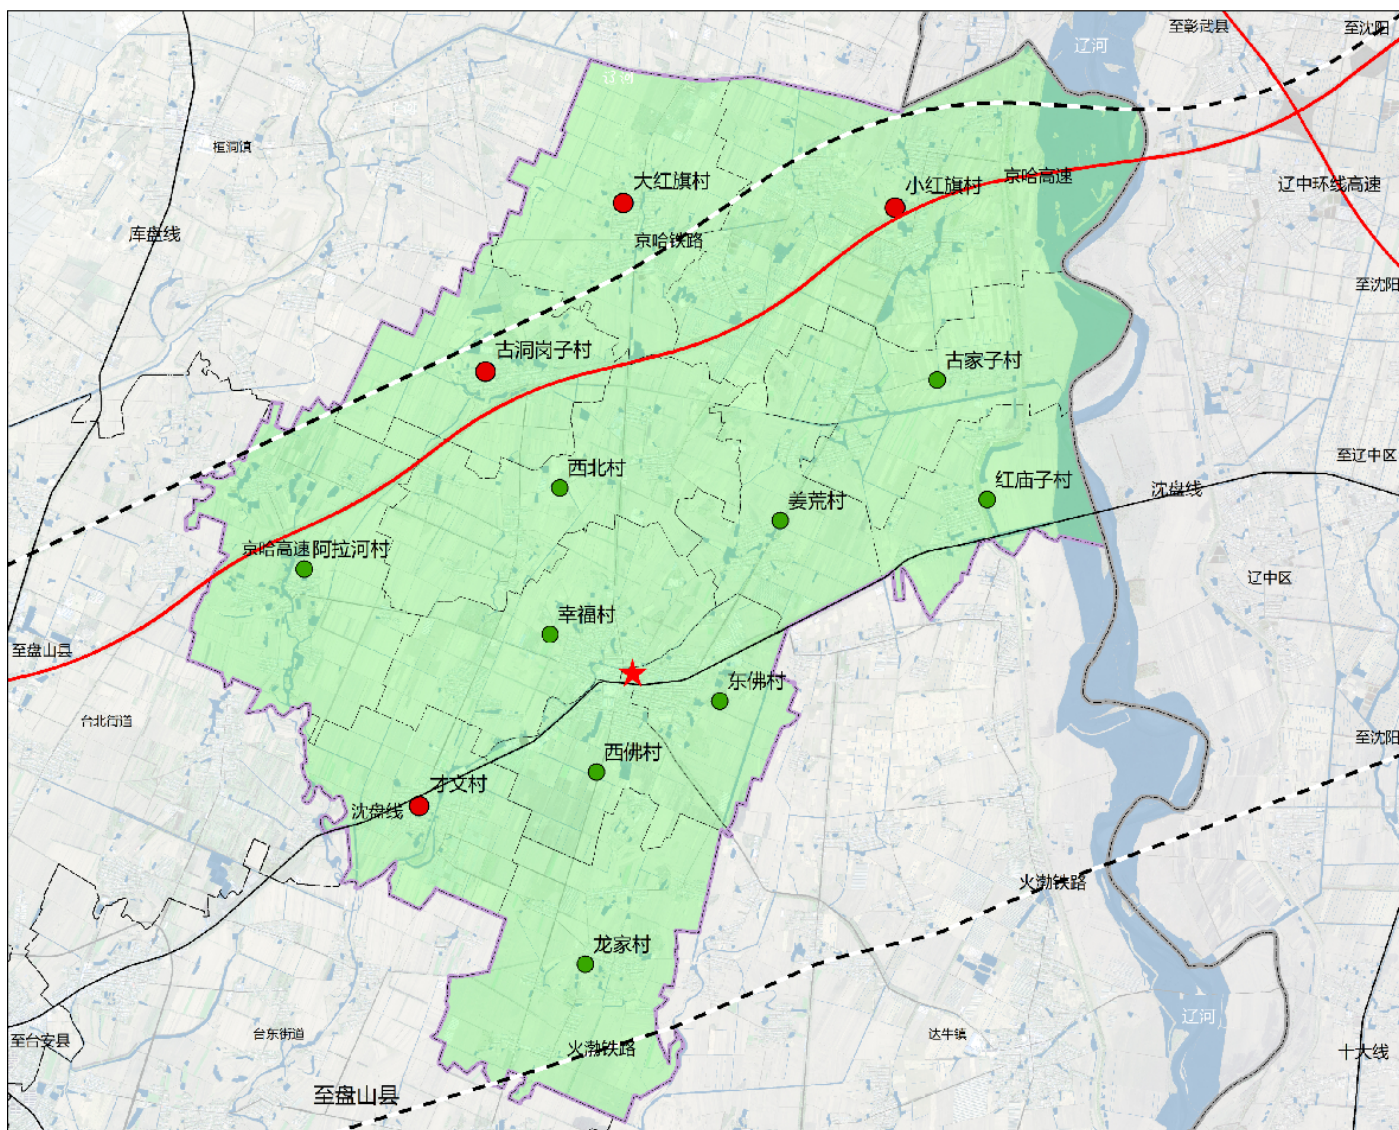 至彰武县
至沈阳
辽河
辽河
桓洞镇
大红旗村
小红旗村
京哈高速
辽中环线高速
库盘线
京哈铁路
至沈阳
古洞岗子村
古家子村
至辽中区
西北村
红庙子村
沈盘线
姜荒村
京哈高速
阿拉河村
辽中区
幸福村
至盘山县
东佛村
台北街道
至沈阳
西佛村
才文村
沈盘线
火渤铁路
龙家村
辽河
台东街道
达牛镇
至台安县
火渤铁路
十大线
至盘山县